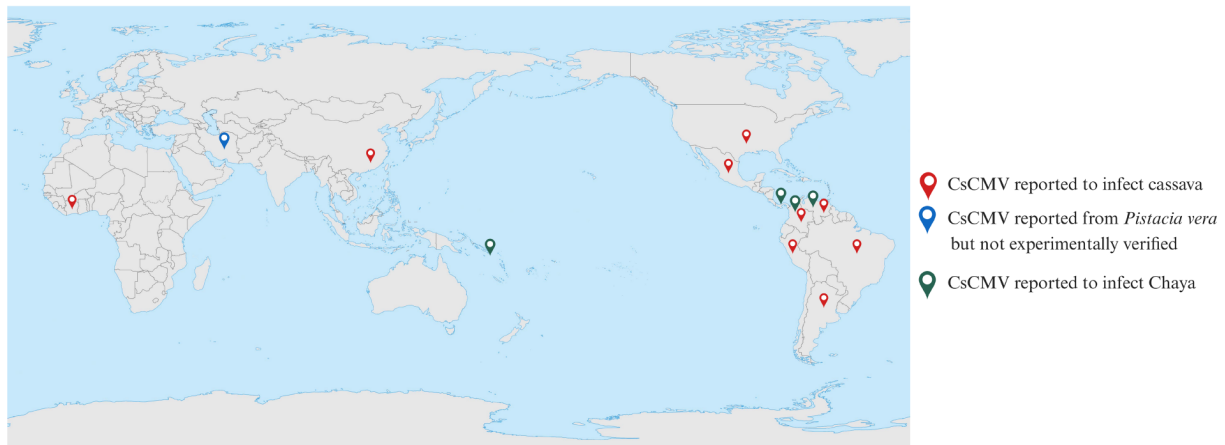 CsCMV reported to infect cassava
CsCMV reported from Pistacia vera
but not experimentally verified
CsCMV reported to infect Chaya